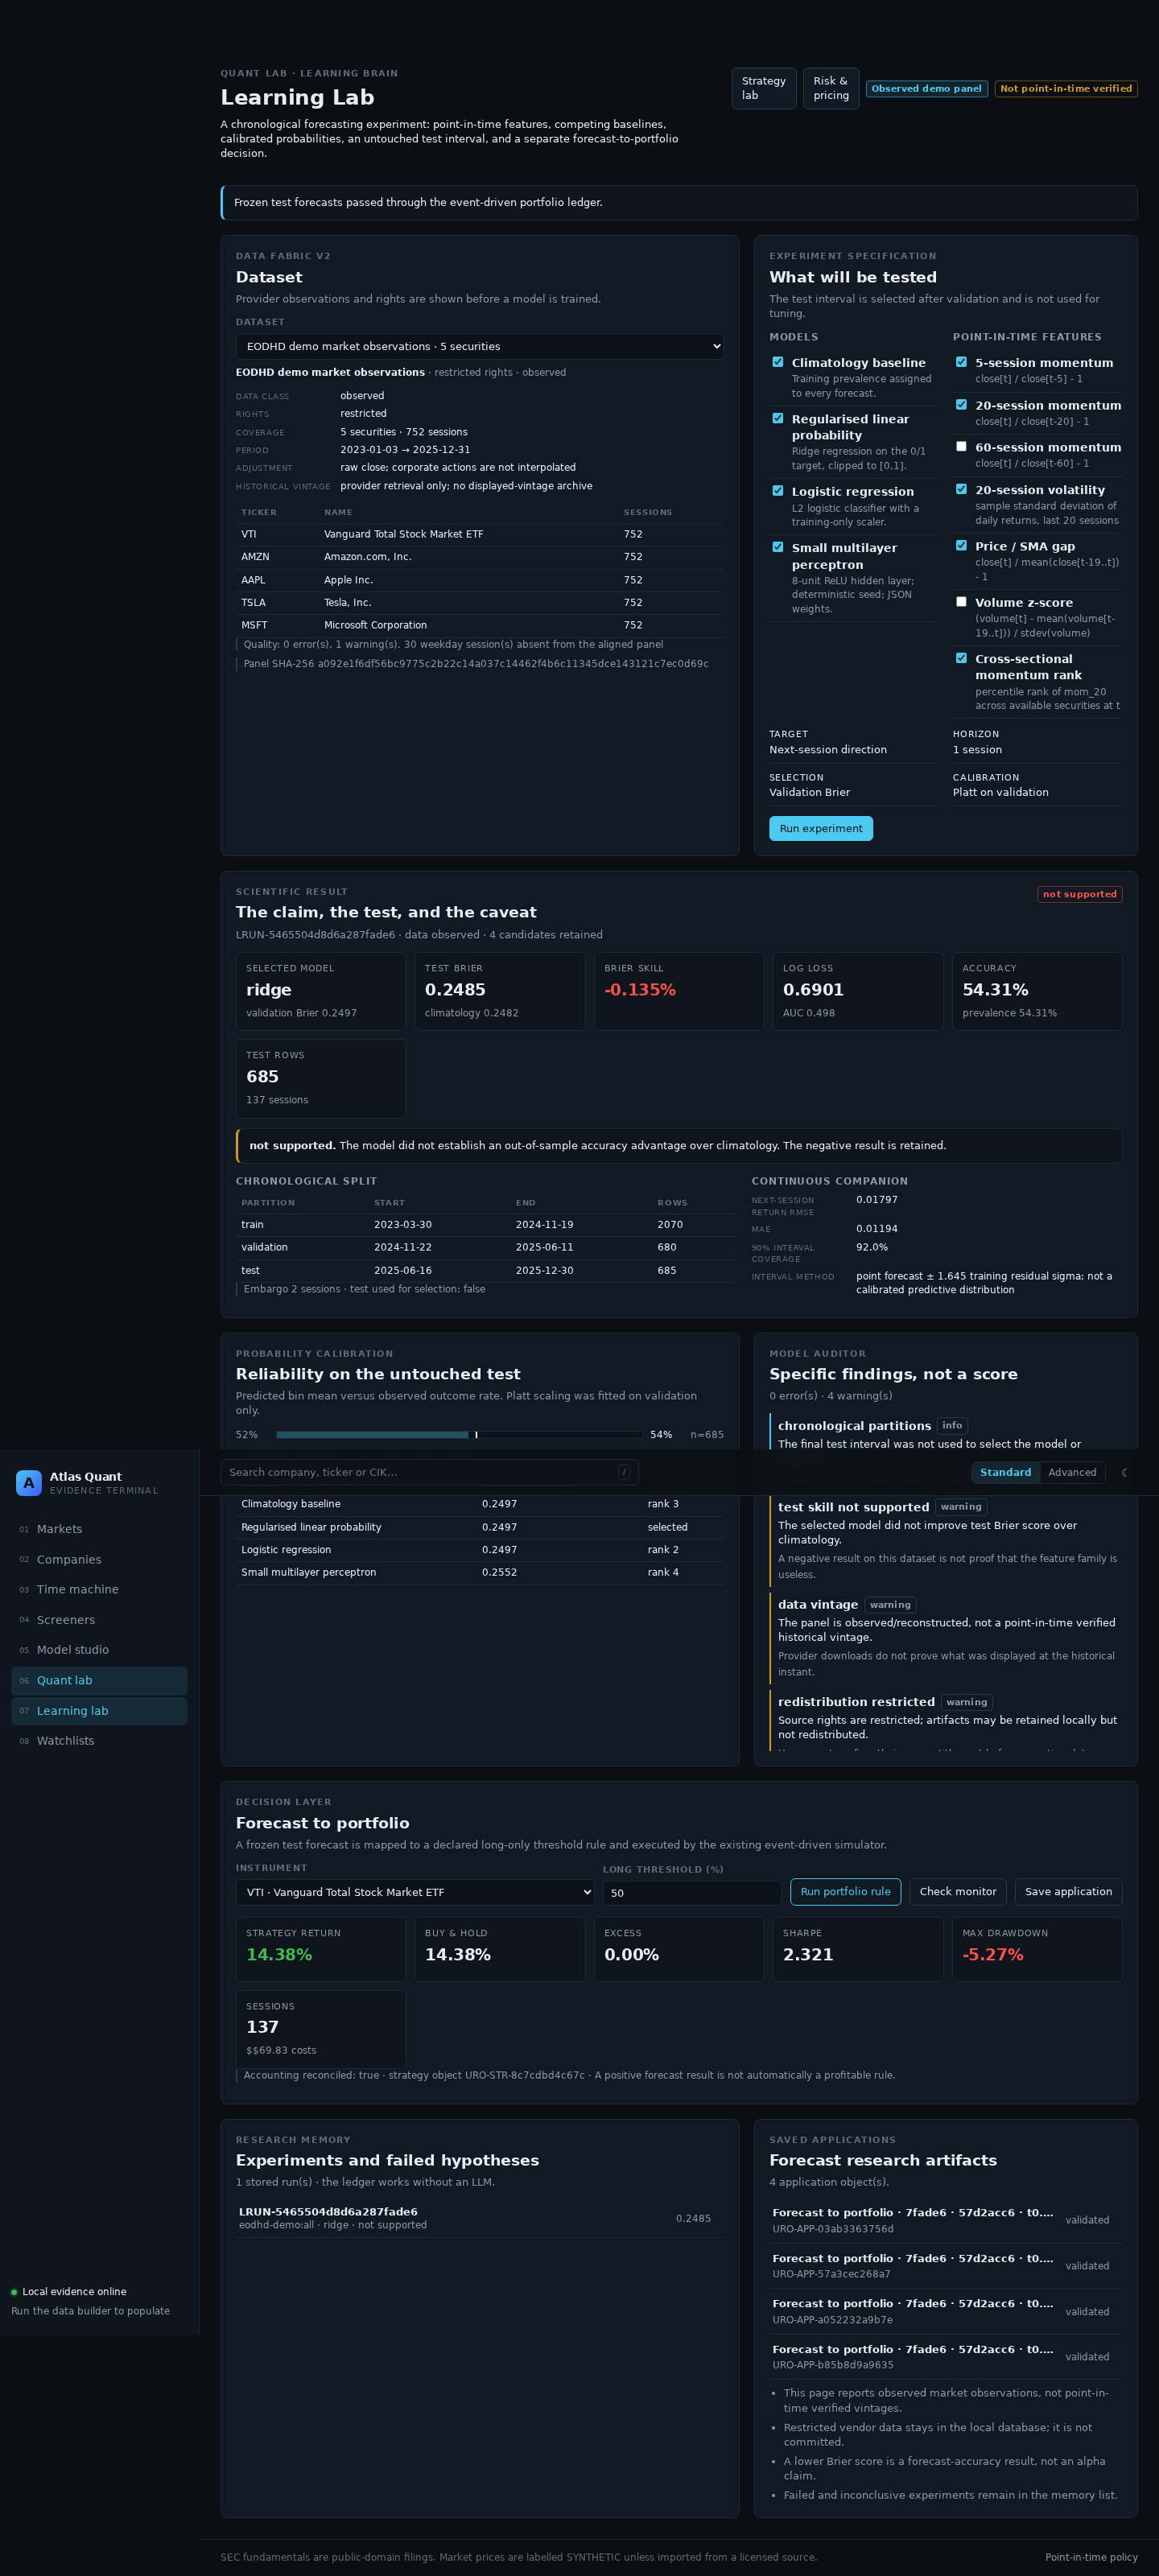 QUANT LAB · LEARNING BRAIN
Learning Lab
A chronological forecasting experiment: point-in-time features, competing baselines,
calibrated probabilities, an untouched test interval, and a separate forecast-to-portfolio
decision.
Strategy
lab
Risk &
pricing
Observed demo panel
Not point-in-time verified
Frozen test forecasts passed through the event-driven portfolio ledger.
DATA FABRIC V2
Dataset
Provider observations and rights are shown before a model is trained.
DATASET
EODHD demo market observations · 5 securities
EODHD demo market observations · restricted rights · observed
DATA CLASS observed
RIGHTS restricted
COVERAGE 5 securities · 752 sessions
PERIOD 2023-01-03 → 2025-12-31
ADJUSTMENT raw close; corporate actions are not interpolated
HISTORICAL VINTAGE provider retrieval only; no displayed-vintage archive
TICKER NAME SESSIONS
VTI Vanguard Total Stock Market ETF 752
AMZN Amazon.com, Inc. 752
AAPL Apple Inc. 752
TSLA Tesla, Inc. 752
MSFT Microsoft Corporation 752
Quality: 0 error(s), 1 warning(s). 30 weekday session(s) absent from the aligned panel
Panel SHA-256 a092e1f6df56bc9775c2b22c14a037c14462f4b6c11345dce143121c7ec0d69c
EXPERIMENT SPECIFICATION
What will be tested
The test interval is selected after validation and is not used for
tuning.
MODELS
Climatology baseline
Training prevalence assigned
to every forecast.
Regularised linear
probability
Ridge regression on the 0/1
target, clipped to [0,1].
Logistic regression
L2 logistic classifier with a
training-only scaler.
Small multilayer
perceptron
8-unit ReLU hidden layer;
deterministic seed; JSON
weights.
POINT-IN-TIME FEATURES
5-session momentum
close[t] / close[t-5] - 1
20-session momentum
close[t] / close[t-20] - 1
60-session momentum
close[t] / close[t-60] - 1
20-session volatility
sample standard deviation of
daily returns, last 20 sessions
Price / SMA gap
close[t] / mean(close[t-19..t])
- 1
Volume z-score
(volume[t] - mean(volume[t-
19..t])) / stdev(volume)
Cross-sectional
momentum rank
percentile rank of mom_20
across available securities at t
TARGET
Next-session direction
HORIZON
1 session
SELECTION
Validation Brier
CALIBRATION
Platt on validation
Run experiment
SCIENTIFIC RESULT
The claim, the test, and the caveat
LRUN-5465504d8d6a287fade6 · data observed · 4 candidates retained
not supported
SELECTED MODEL
ridge
validation Brier 0.2497
TEST BRIER
0.2485
climatology 0.2482
BRIER SKILL
-0.135%
LOG LOSS
0.6901
AUC 0.498
ACCURACY
54.31%
prevalence 54.31%
TEST ROWS
685
137 sessions
not supported. The model did not establish an out-of-sample accuracy advantage over climatology. The negative result is retained.
CHRONOLOGICAL SPLIT
PARTITION START END ROWS
train 2023-03-30 2024-11-19 2070
validation 2024-11-22 2025-06-11 680
test 2025-06-16 2025-12-30 685
Embargo 2 sessions · test used for selection: false
CONTINUOUS COMPANION
NEXT-SESSION
RETURN RMSE
0.01797
MAE 0.01194
90% INTERVAL
COVERAGE
92.0%
INTERVAL METHOD
point forecast ± 1.645 training residual sigma; not a
calibrated predictive distribution
PROBABILITY CALIBRATION
Reliability on the untouched test
Predicted bin mean versus observed outcome rate. Platt scaling was fitted on validation
only.
52% 54% n=685
MODEL AUDITOR
Specific findings, not a score
0 error(s) · 4 warning(s)
chronological partitions info
The final test interval was not used to select the model or
A
Atlas Quant
EVIDENCE TERMINAL
Search company, ticker or CIK...
/
Standard
Advanced
01 Markets
02 Companies
03 Time machine
04 Screeners
05 Model studio
06 Quant lab
07 Learning lab
08 Watchlists
Climatology baseline 0.2497 rank 3
Regularised linear probability 0.2497 selected
Logistic regression 0.2497 rank 2
Small multilayer perceptron 0.2552 rank 4
test skill not supported warning
The selected model did not improve test Brier score over
climatology.
A negative result on this dataset is not proof that the feature family is
useless.
data vintage warning
The panel is observed/reconstructed, not a point-in-time verified
historical vintage.
Provider downloads do not prove what was displayed at the historical
instant.
redistribution restricted warning
Source rights are restricted; artifacts may be retained locally but
not redistributed.
DECISION LAYER
Forecast to portfolio
A frozen test forecast is mapped to a declared long-only threshold rule and executed by the existing event-driven simulator.
INSTRUMENT
VTI · Vanguard Total Stock Market ETF
LONG THRESHOLD (%)
50
Run portfolio rule
Check monitor
Save application
STRATEGY RETURN
14.38%
BUY & HOLD
14.38%
EXCESS
0.00%
SHARPE
2.321
MAX DRAWDOWN
-5.27%
SESSIONS
137
$$69.83 costs
Accounting reconciled: true · strategy object URO-STR-8c7cdbd4c67c · A positive forecast result is not automatically a profitable rule.
RESEARCH MEMORY
Experiments and failed hypotheses
1 stored run(s) · the ledger works without an LLM.
LRUN-5465504d8d6a287fade6
eodhd-demo:all · ridge · not supported
0.2485
SAVED APPLICATIONS
Forecast research artifacts
4 application object(s).
Forecast to portfolio · 7fade6 · 57d2acc6 · t0....
URO-APP-03ab3363756d
validated
Forecast to portfolio · 7fade6 · 57d2acc6 · t0....
URO-APP-57a3cec268a7
validated
Forecast to portfolio · 7fade6 · 57d2acc6 · t0....
URO-APP-a052232a9b7e
validated
Forecast to portfolio · 7fade6 · 57d2acc6 · t0....
URO-APP-b85b8d9a9635
validated
• This page reports observed market observations, not point-in-
time verified vintages.
• Restricted vendor data stays in the local database; it is not
committed.
• A lower Brier score is a forecast-accuracy result, not an alpha
claim.
• Failed and inconclusive experiments remain in the memory list.
Local evidence online
Run the data builder to populate
SEC fundamentals are public-domain filings. Market prices are labelled SYNTHETIC unless imported from a licensed source.
Point-in-time policy